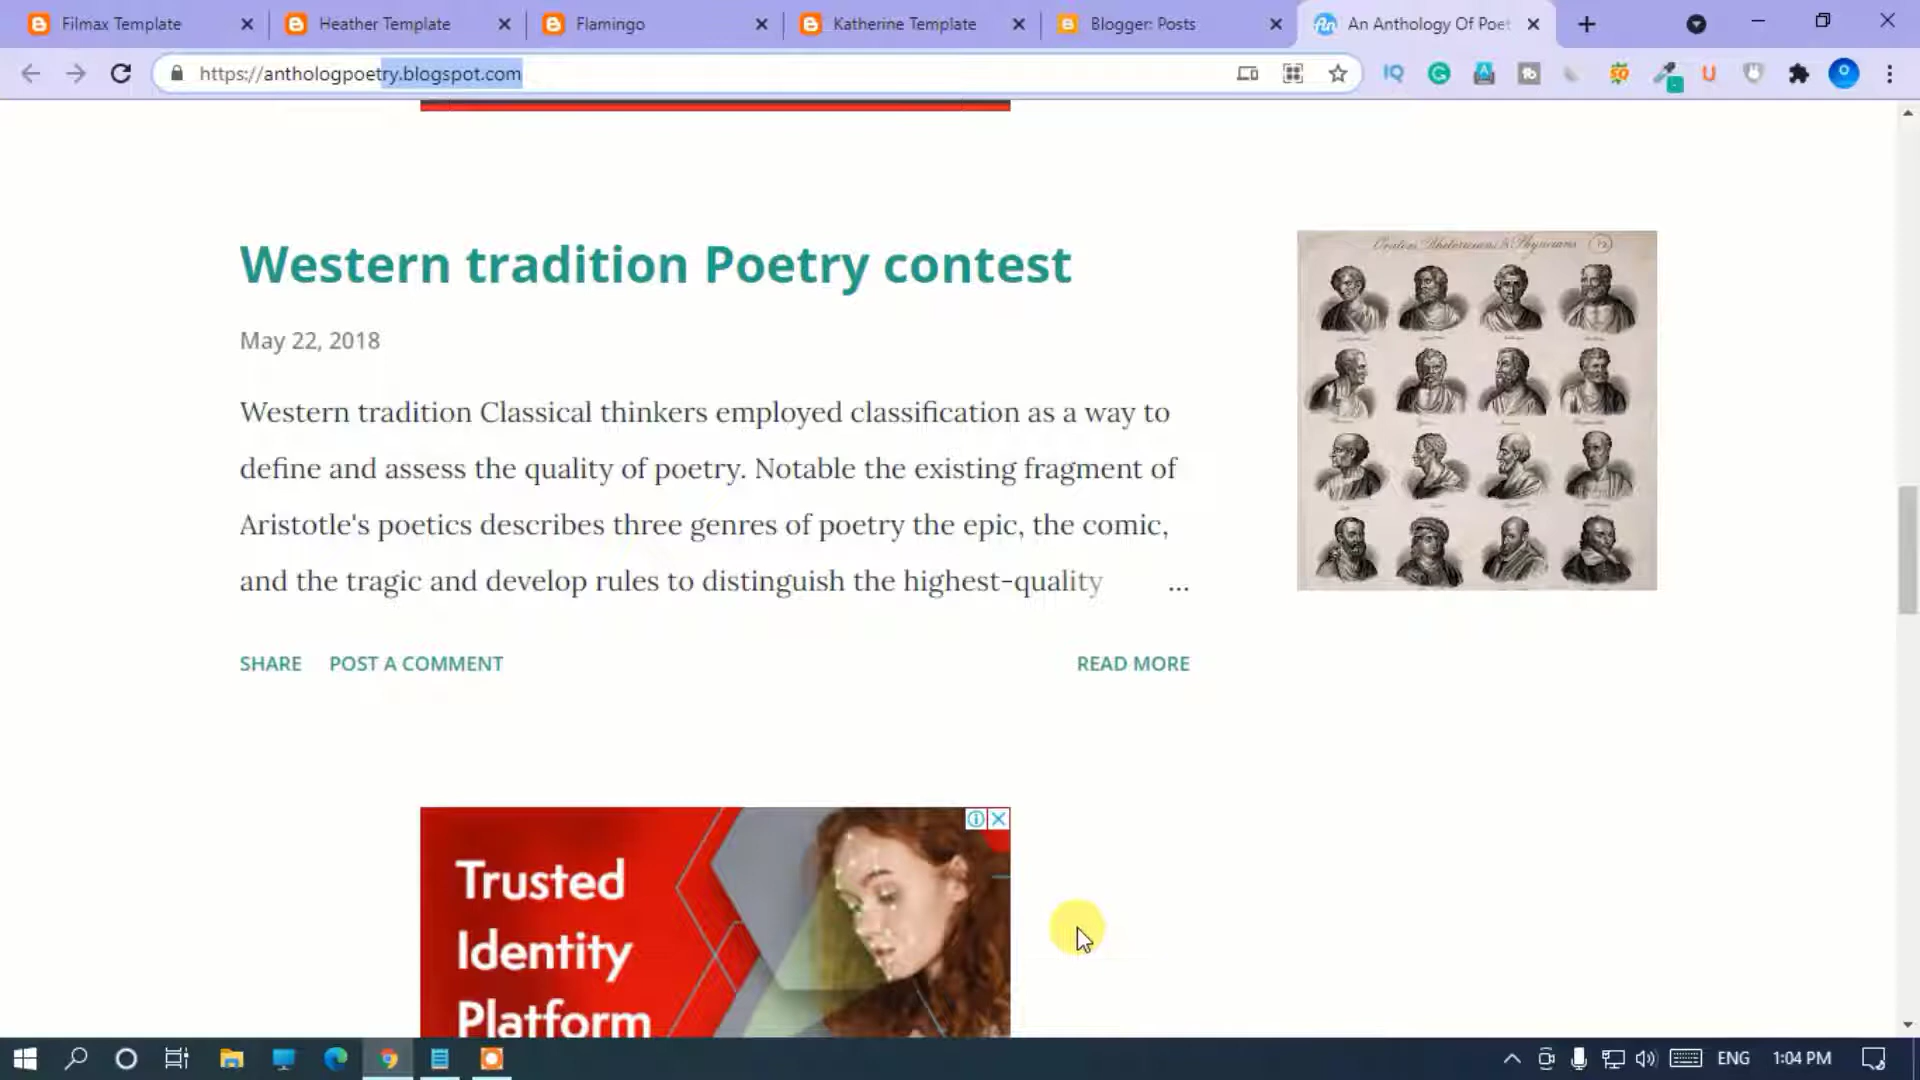 Filmax Template
Heather Template
Flamingo
Katherine Template
Blogger: Posts
An Anthology Of Poet
https://anthologpoetry.blogspot.com
Western tradition Poetry contest
May 22, 2018
Western tradition Classical thinkers employed classification as a way to
define and assess the quality of poetry. Notable the existing fragment of
Aristotle's poetics describes three genres of poetry the epic, the comic,
and the tragic and develop rules to distinguish the highest-quality ...
SHARE POST A COMMENT READ MORE
Trusted
Identity
Platform
ENG 1:04 PM